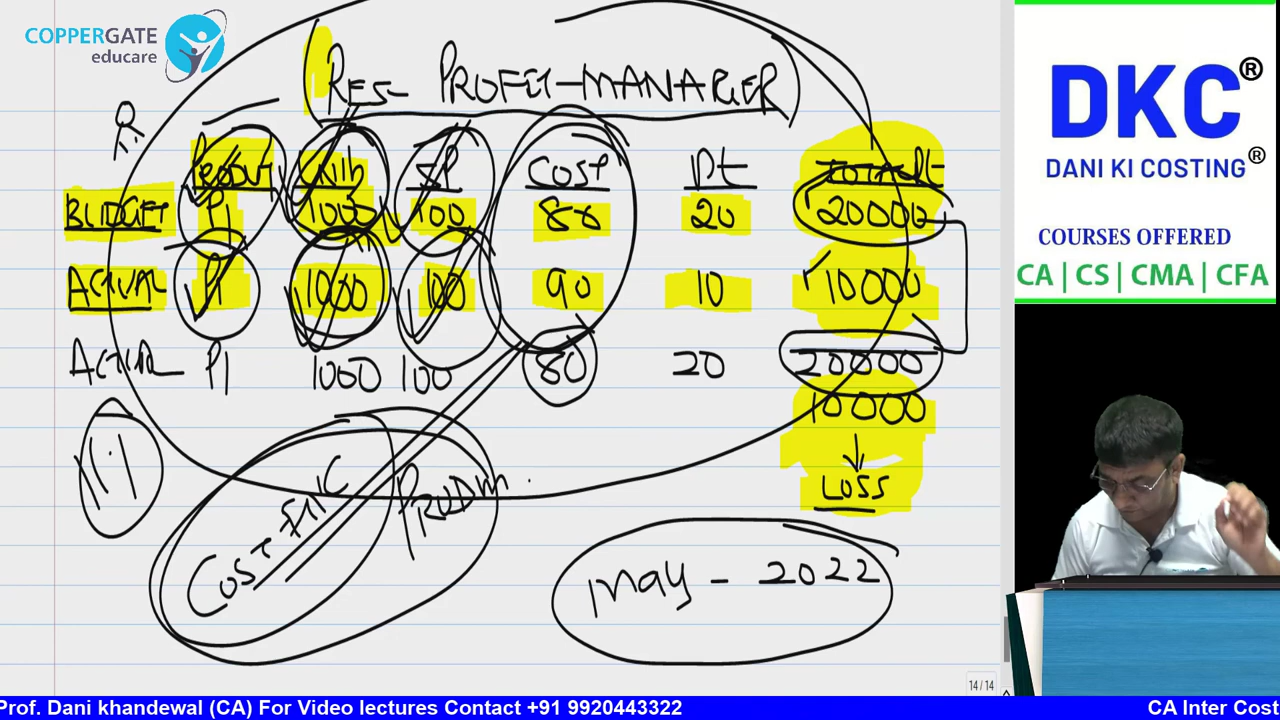 COPPERGATE
educare
RES- PROFIT-MANAGER
SP COST Pt
BUDGET P1 1000 100 80 20 20000
ACTUAL P1 1000 100 90 10 10000
ACTUAL P1 1000 100 80 20 20000
10000
LOSS
COST
PRODN.
May - 2022
14 / 14
DKC®
DANI KI COSTING®
COURSES OFFERED
CA | CS | CMA | CFA
Prof. Dani khandewal (CA) For Video lectures Contact +91 9920443322
CA Inter Cost